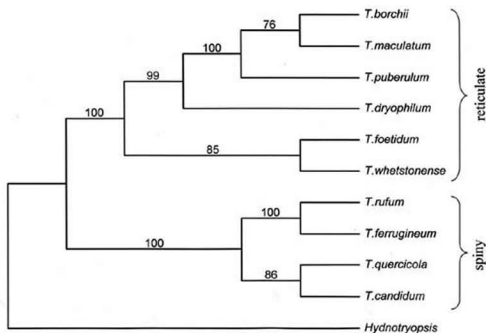 T.borchii
76
T.maculatum
100
T.puberulum
99
T.dryophilum
100
reticulate
T.foetidum
85
T.whetstonense
T.rufum
100
T.ferrugineum
100
spiny
T.quercicola
86
T.candidum
Hydnotryopsis